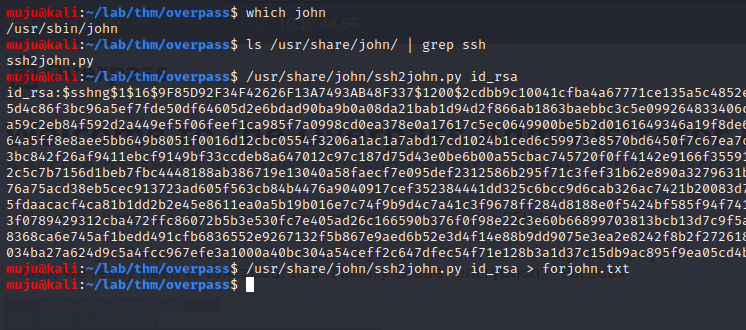 muju@kali:~/lab/thm/overpass$ which john
/usr/sbin/john
muju@kali:~/lab/thm/overpass$ ls /usr/share/john/ | grep ssh
ssh2john.py
muju@kali:~/lab/thm/overpass$ /usr/share/john/ssh2john.py id_rsa
id_rsa:$sshng$1$16$9F85D92F34F42626F13A7493AB48F337$1200$2cdbb9c10041cfba4a67771ce135a5c4852e
5d4c86f3bc96a5ef7fde50df64605d2e6bdad90ba9b0a08da21bab1d94d2f866ab1863baebbc3c5e099264833406d
a59c2eb84f592d2a449ef5f06feef1ca985f7a0998cd0ea378e0a17617c5ec0649900be5b2d0161649346a19f8de6
64a5ff8e8aee5bb649b8051f0016d12cbc0554f3206a1ac1a7abd17cd1024b1ced6c59973e8570bd6450f7c67ea7c
3bc842f26af9411ebcf9149bf33ccdeb8a647012c97c187d75d43e0be6b00a55cbac745720f0ff4142e9166f35591
2c5c7b7156d1beb7fbc4448188ab386719e13040a58faecf7e095def2312586b295f71c3fef31b62e890a3279631b
76a75acd38eb5cec913723ad605f563cb84b4476a9040917cef352384441dd325c6bcc9d6cab326ac7421b20083d7
5fdaacacf4ca81b1dd2b2e45e8611ea0a5b19b016e7c74f9b9d4c7a41c3f9678ff284d8188e0f5424bf585f94f741
3f0789429312cba472ffc86072b5b3e530fc7e405ad26c166590b376f0f98e22c3e60b66899703813bcb13d7c9f5a
8368ca6e745af1bedd491cfb6836552e9267132f5b867e9aed6b52e3d4f14e88b9dd9075e3ea2e8242f8b2f272618
034ba27a624d9c5a4fcc967efe3a1000a40bc304a54ceff2c647dfec54f71e128b3a1d37c15db9ac895f9ea05cd4b
muju@kali:~/lab/thm/overpass$ /usr/share/john/ssh2john.py id_rsa > forjohn.txt
muju@kali:~/lab/thm/overpass$